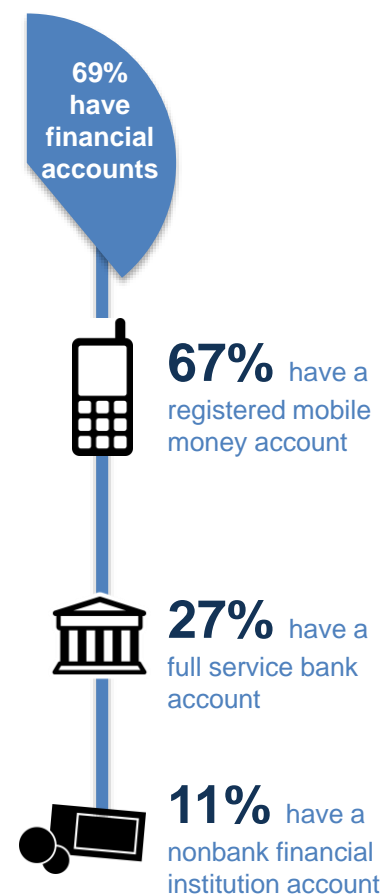 69%
have
financial
accounts
67% have a
registered mobile
money account
27% have a
full service bank
account
11% have a
nonbank financial
institution account